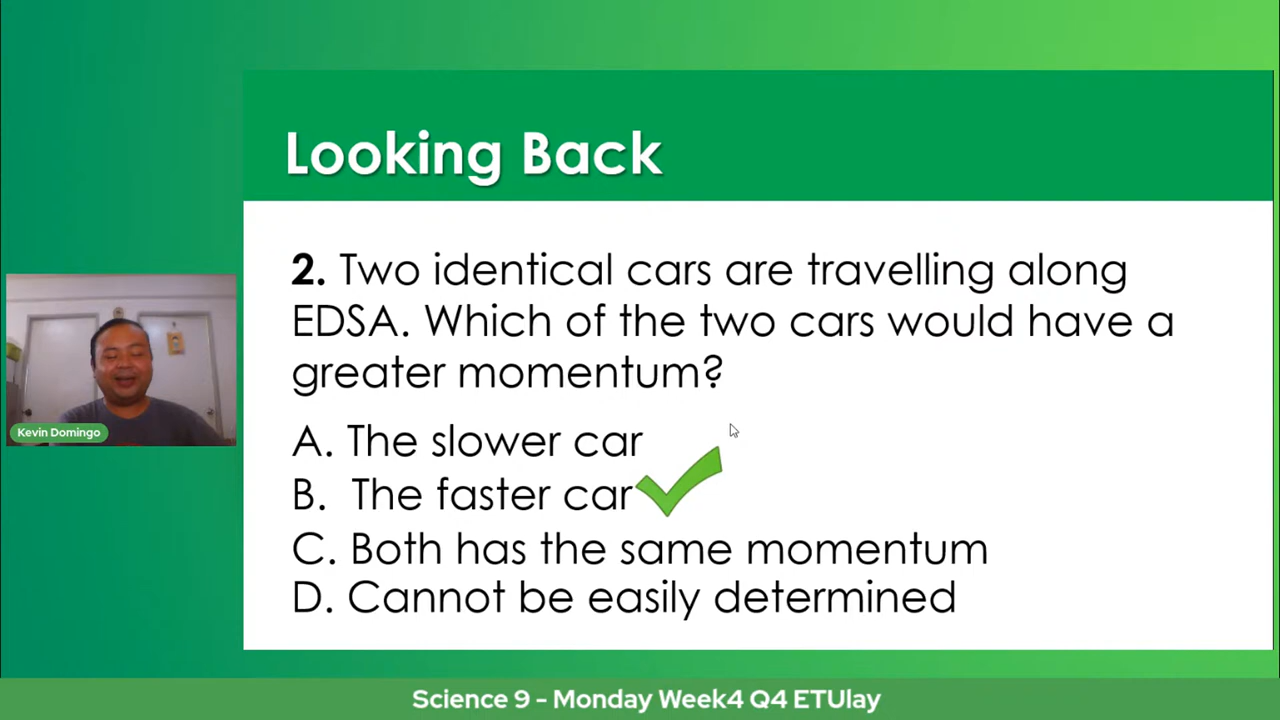 Looking Back
2. Two identical cars are travelling along
EDSA. Which of the two cars would have a
greater momentum?
A. The slower car
B. The faster car
C. Both has the same momentum
D. Cannot be easily determined
Kevin Domingo
Science 9 - Monday Week4 Q4 ETUlay